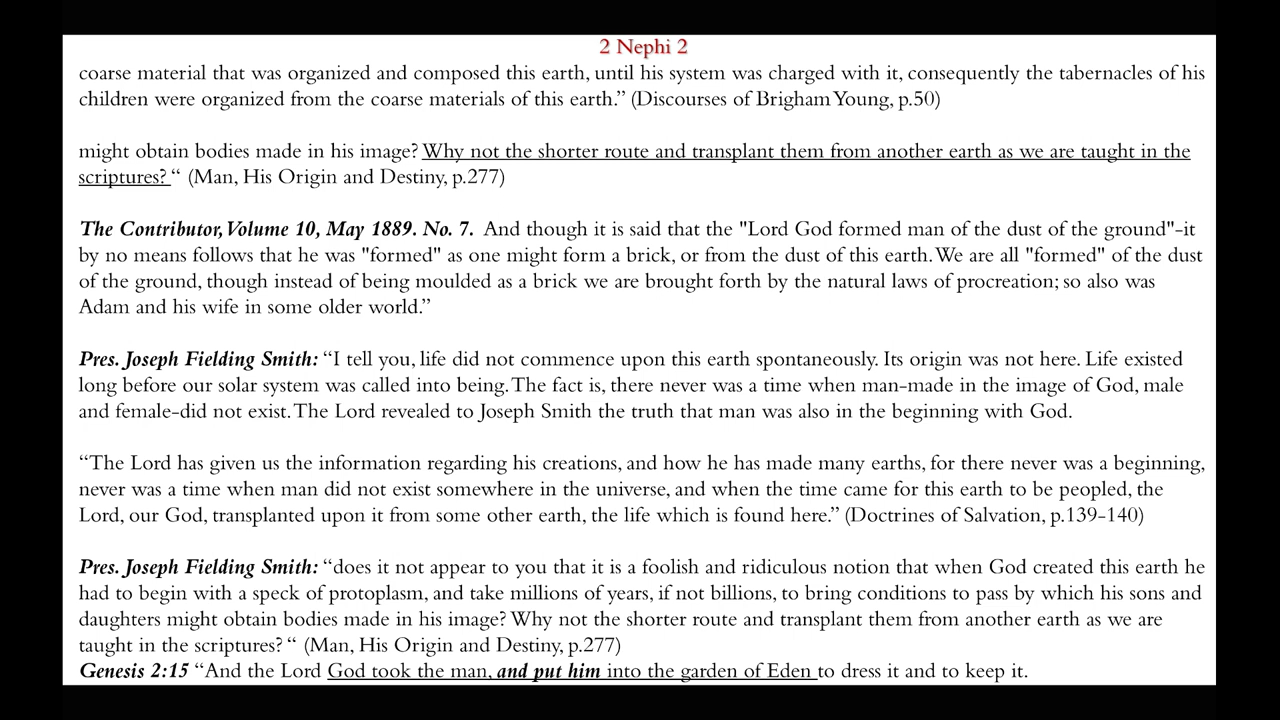 2 Nephi 2
coarse material that was organized and composed this earth, until his system was charged with it, consequently the tabernacles of his
children were organized from the coarse materials of this earth.” (Discourses of Brigham Young, p.50)
might obtain bodies made in his image? Why not the shorter route and transplant them from another earth as we are taught in the
scriptures? “ (Man, His Origin and Destiny, p.277)
The Contributor, Volume 10, May 1889. No. 7. And though it is said that the "Lord God formed man of the dust of the ground"-it
by no means follows that he was "formed" as one might form a brick, or from the dust of this earth. We are all "formed" of the dust
of the ground, though instead of being moulded as a brick we are brought forth by the natural laws of procreation; so also was
Adam and his wife in some older world.”
Pres. Joseph Fielding Smith: “I tell you, life did not commence upon this earth spontaneously. Its origin was not here. Life existed
long before our solar system was called into being. The fact is, there never was a time when man-made in the image of God, male
and female-did not exist. The Lord revealed to Joseph Smith the truth that man was also in the beginning with God.
“The Lord has given us the information regarding his creations, and how he has made many earths, for there never was a beginning,
never was a time when man did not exist somewhere in the universe, and when the time came for this earth to be peopled, the
Lord, our God, transplanted upon it from some other earth, the life which is found here.” (Doctrines of Salvation, p.139-140)
Pres. Joseph Fielding Smith: “does it not appear to you that it is a foolish and ridiculous notion that when God created this earth he
had to begin with a speck of protoplasm, and take millions of years, if not billions, to bring conditions to pass by which his sons and
daughters might obtain bodies made in his image? Why not the shorter route and transplant them from another earth as we are
taught in the scriptures? “ (Man, His Origin and Destiny, p.277)
Genesis 2:15 “And the Lord God took the man, and put him into the garden of Eden to dress it and to keep it.